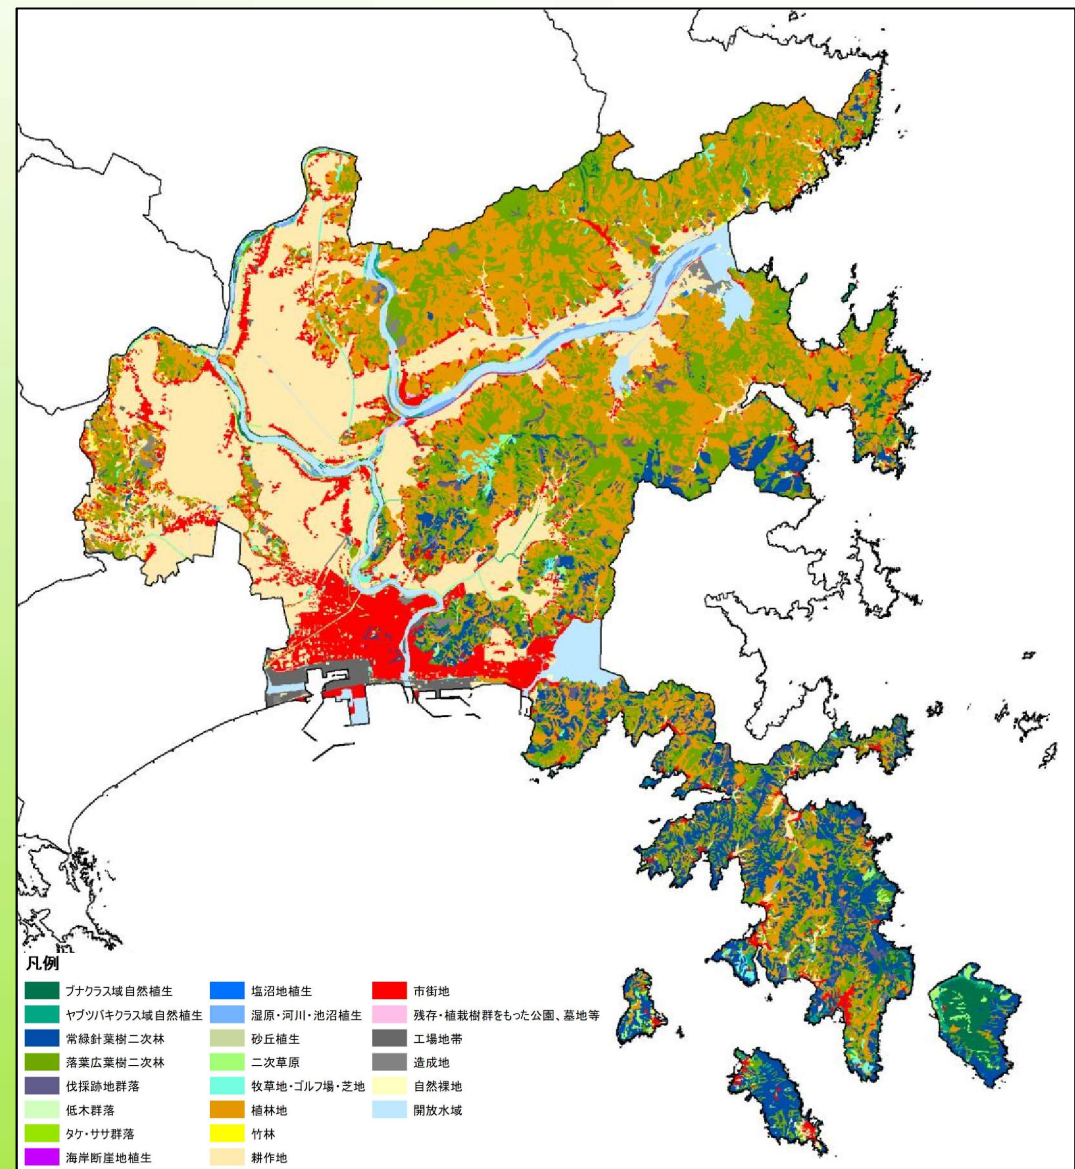 凡例
ブナクラス域自然植生
ヤブツバキクラス域自然植生
常緑針葉樹二次林
落葉広葉樹二次林
伐採跡地群落
低木群落
タケ・ササ群落
海岸断崖地植生
塩沼地植生
湿原・河川・池沼植生
砂丘植生
二次草原
牧草地・ゴルフ場・芝地
植林地
竹林
耕作地
市街地
残存・植栽樹群をもった公園、墓地等
工場地帯
造成地
自然裸地
開放水域